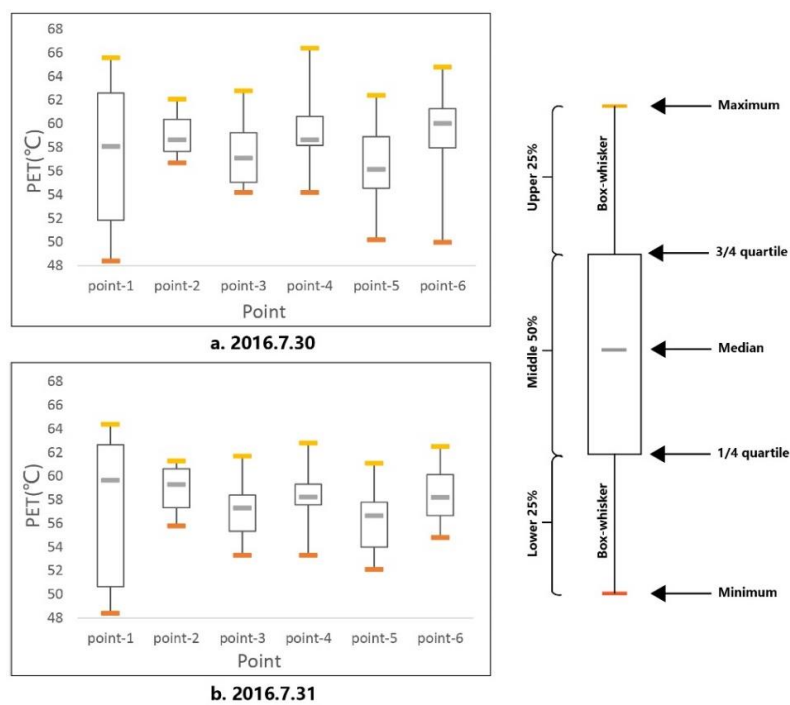 68
66
64
62
60
58
56
54
52
50
48
PET(℃)
point-1 point-2 point-3 point-4 point-5 point-6
Point
a. 2016.7.30
68
66
64
62
60
58
56
54
52
50
48
PET(℃)
point-1 point-2 point-3 point-4 point-5 point-6
Point
b. 2016.7.31
Upper 25%
Box-whisker
Maximum
3/4 quartile
Middle 50%
Median
1/4 quartile
Lower 25%
Box-whisker
Minimum